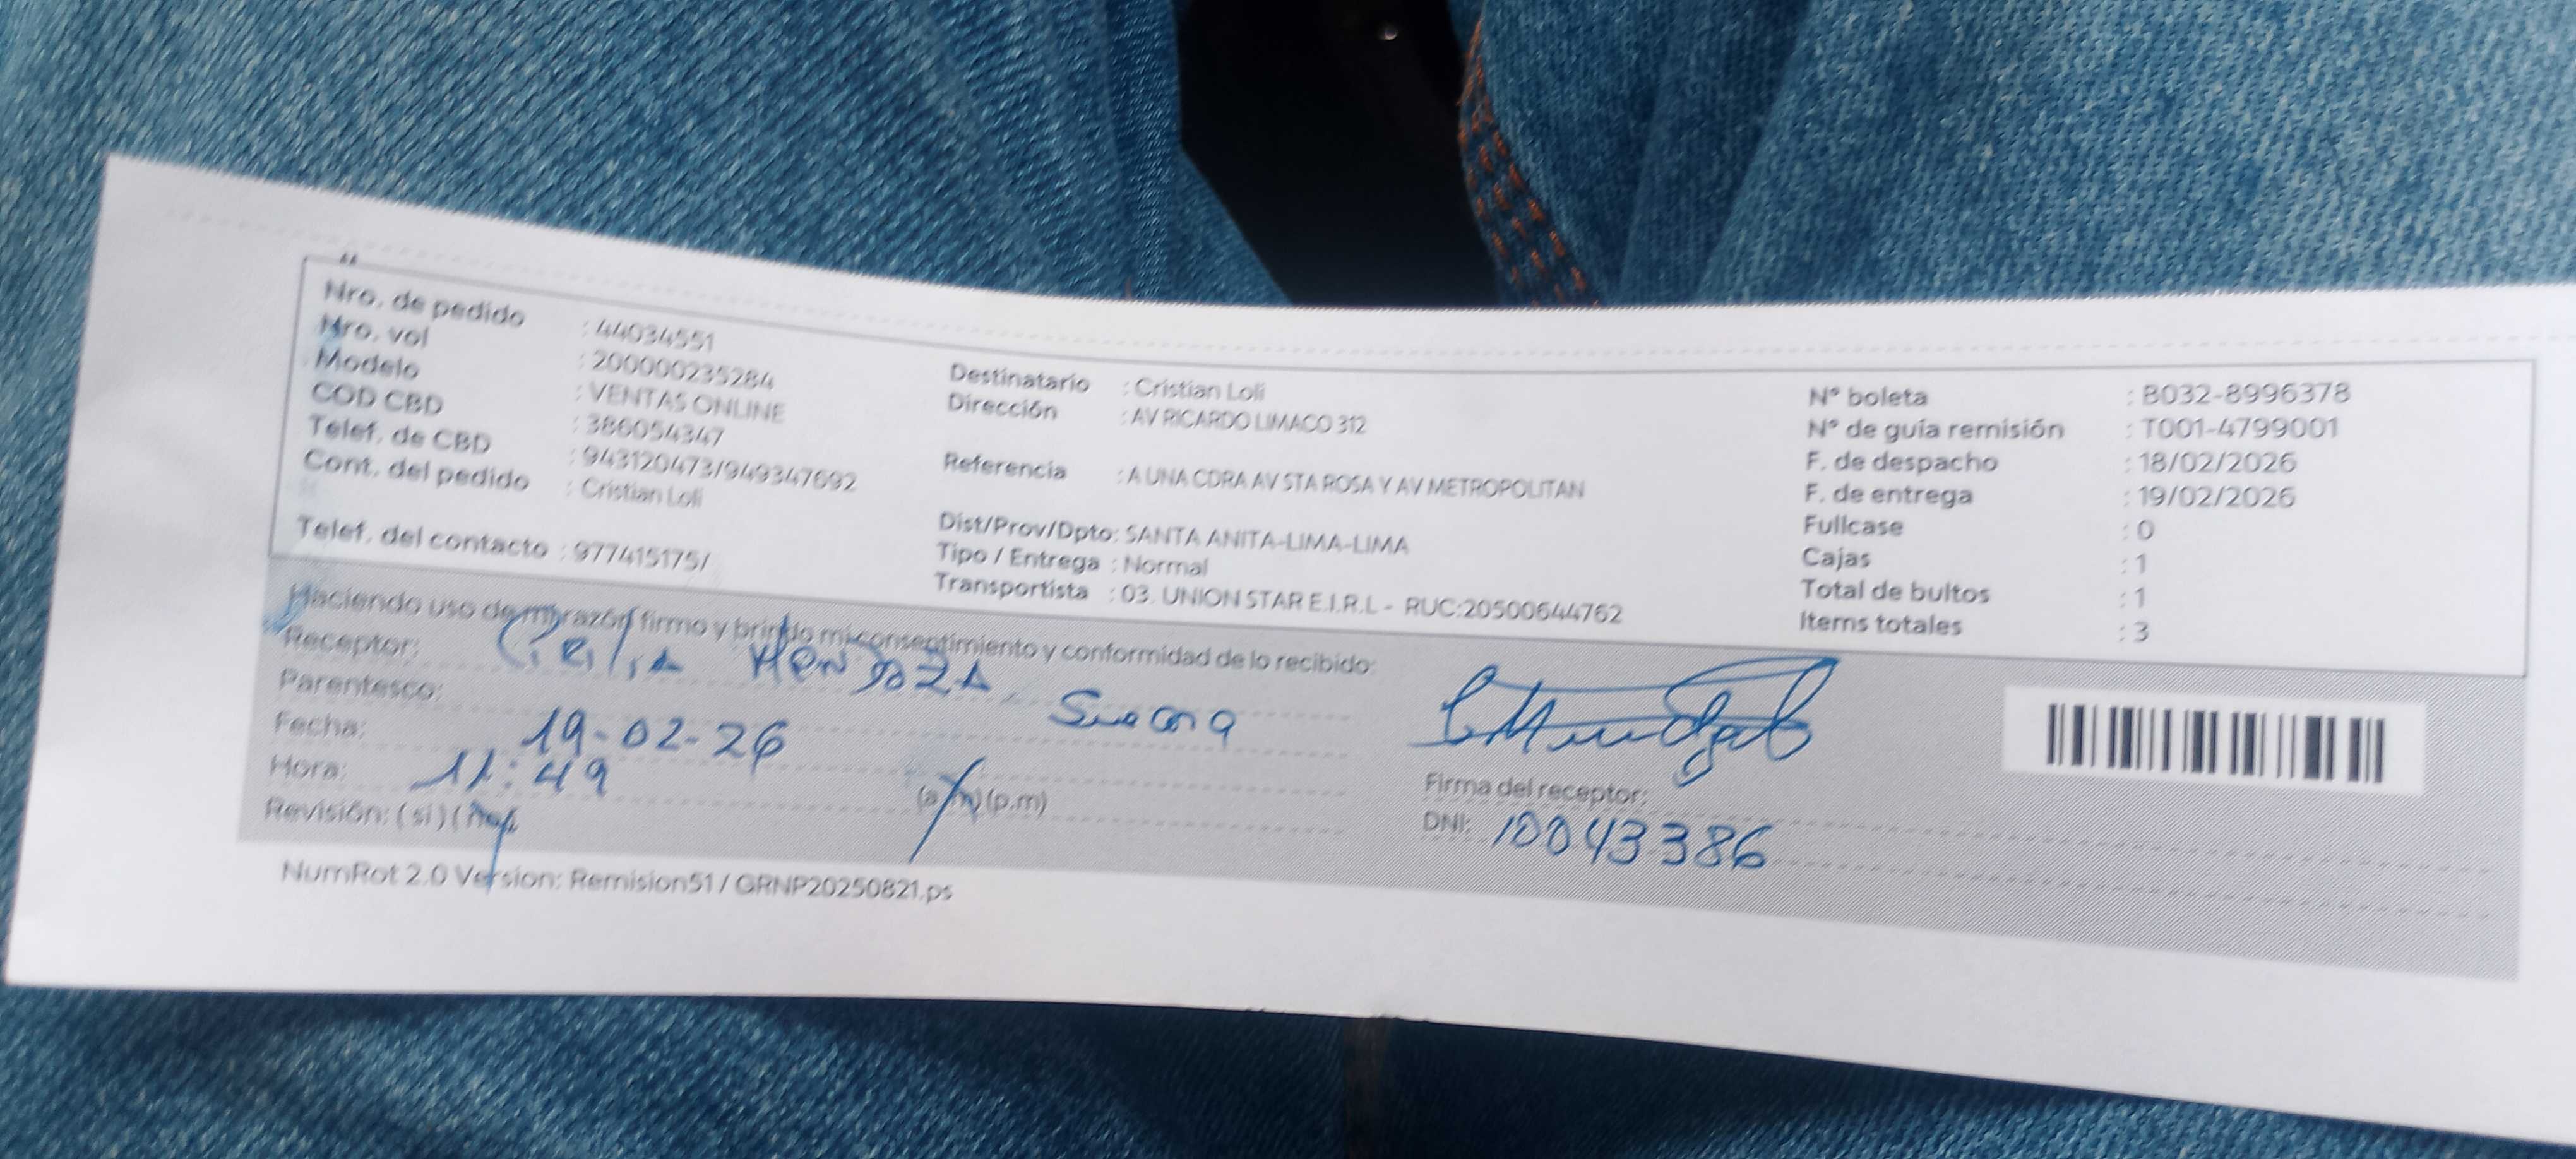 Nro. de pedido : 44034551
Nro. vol : 200000235284
Modelo : VENTAS ONLINE
COD CBD : 386054347
Telef. de CBD : 943120473/949347692
Cont. del pedido : Cristian Loli
Telef. del contacto : 977415175/
Destinatario : Cristian Loli
Dirección : AV RICARDO LIMACO 312
Referencia : A UNA CDRA AV STA ROSA Y AV METROPOLITAN
Dist/Prov/Dpto: SANTA ANITA-LIMA-LIMA
Tipo / Entrega : Normal
Transportista : 03. UNION STAR E.I.R.L - RUC:20500644762
N° boleta : B032-8996378
N° de guía remisión : T001-4799001
F. de despacho : 18/02/2026
F. de entrega : 19/02/2026
Fullcase : 0
Cajas : 1
Total de bultos : 1
Items totales : 3
Haciendo uso de mi razón firmo y brindo mi consentimiento y conformidad de lo recibido:
Receptor: MENDOZA
Parentesco:
Fecha: 19-02-26
Hora: 11:49 (a.m)(p.m)
Revisión: (si) (no)
Firma del receptor:
DNI: 10043386
NumRot 2.0 Version: Remision51 / GRNP20250821.ps